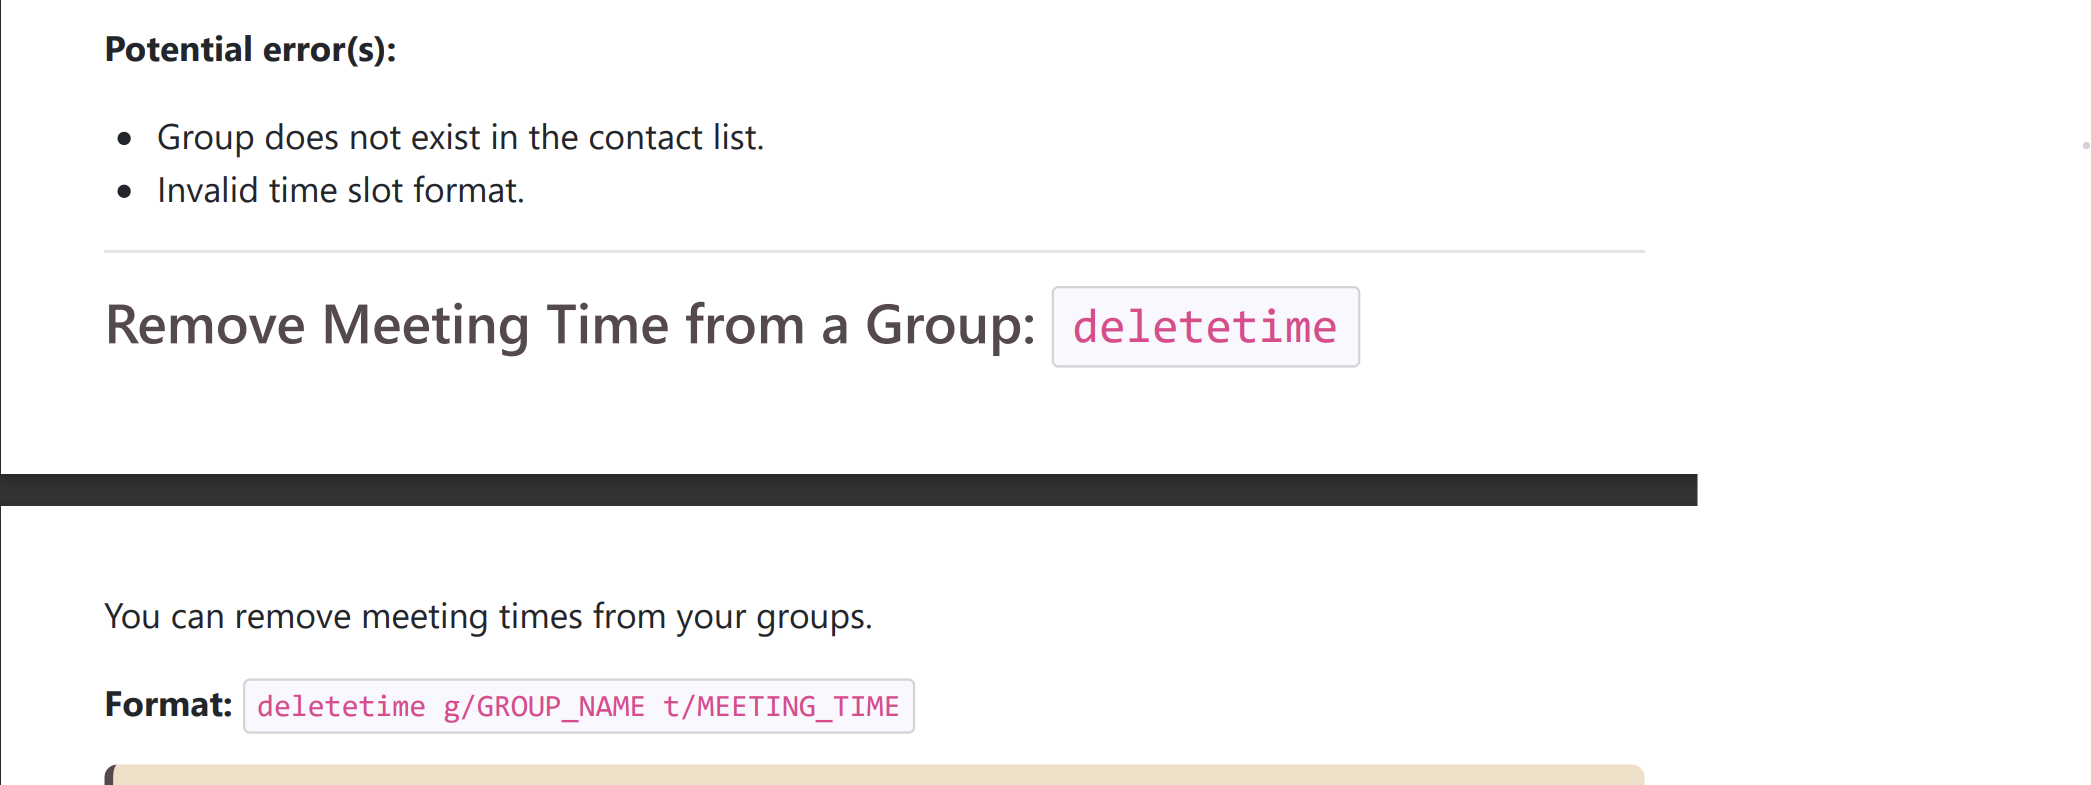 Potential error(s):
Group does not exist in the contact list.
Invalid time slot format.
Remove Meeting Time from a Group: deletetime
You can remove meeting times from your groups.
Format: deletetime g/GROUP_NAME t/MEETING_TIME